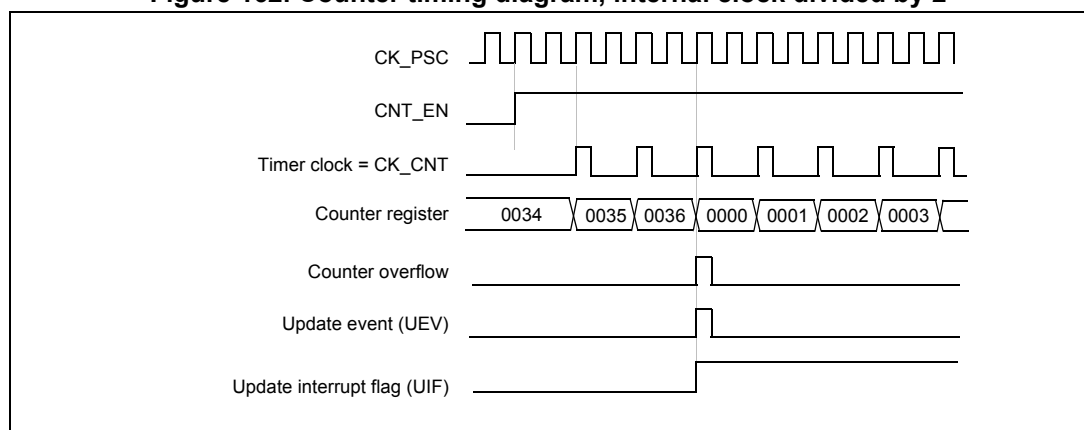 CK_PSC
CNT_EN
Timer clock = CK_CNT
Counter register 0034 0035 0036 0000 0001 0002 0003
Counter overflow
Update event (UEV)
Update interrupt flag (UIF)